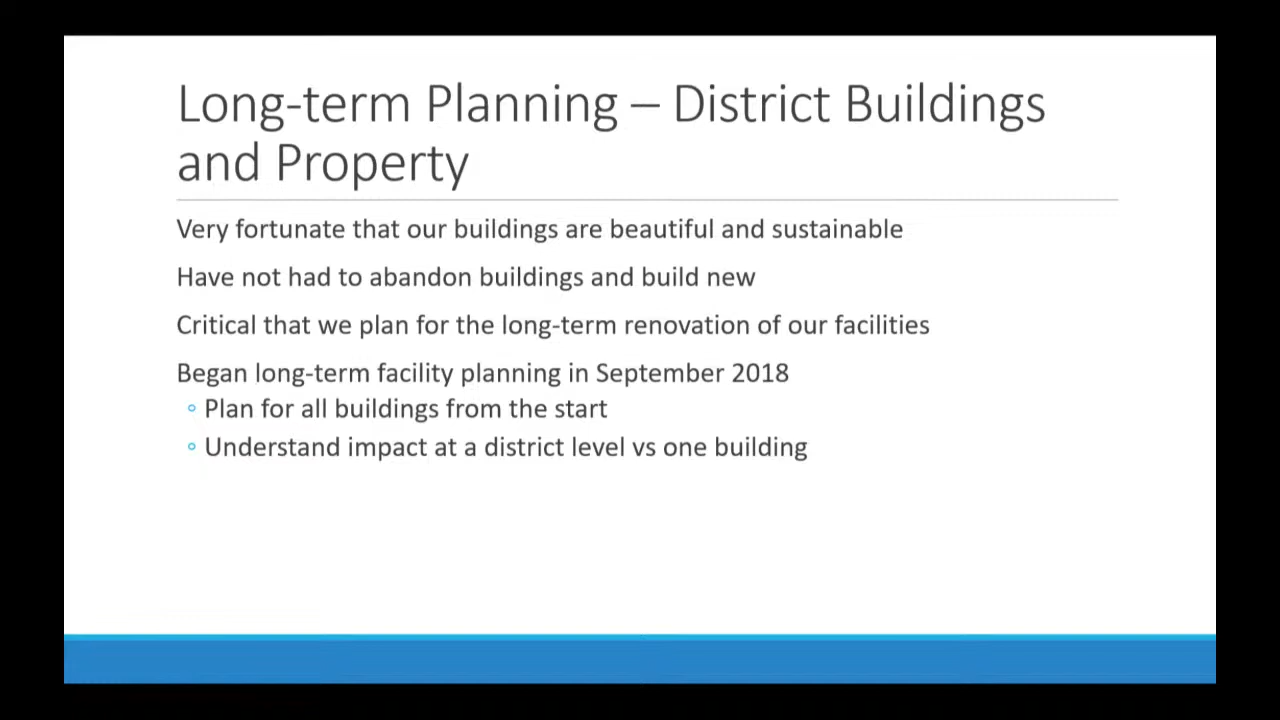 Long-term Planning – District Buildings
and Property
Very fortunate that our buildings are beautiful and sustainable
Have not had to abandon buildings and build new
Critical that we plan for the long-term renovation of our facilities
Began long-term facility planning in September 2018
◦ Plan for all buildings from the start
◦ Understand impact at a district level vs one building